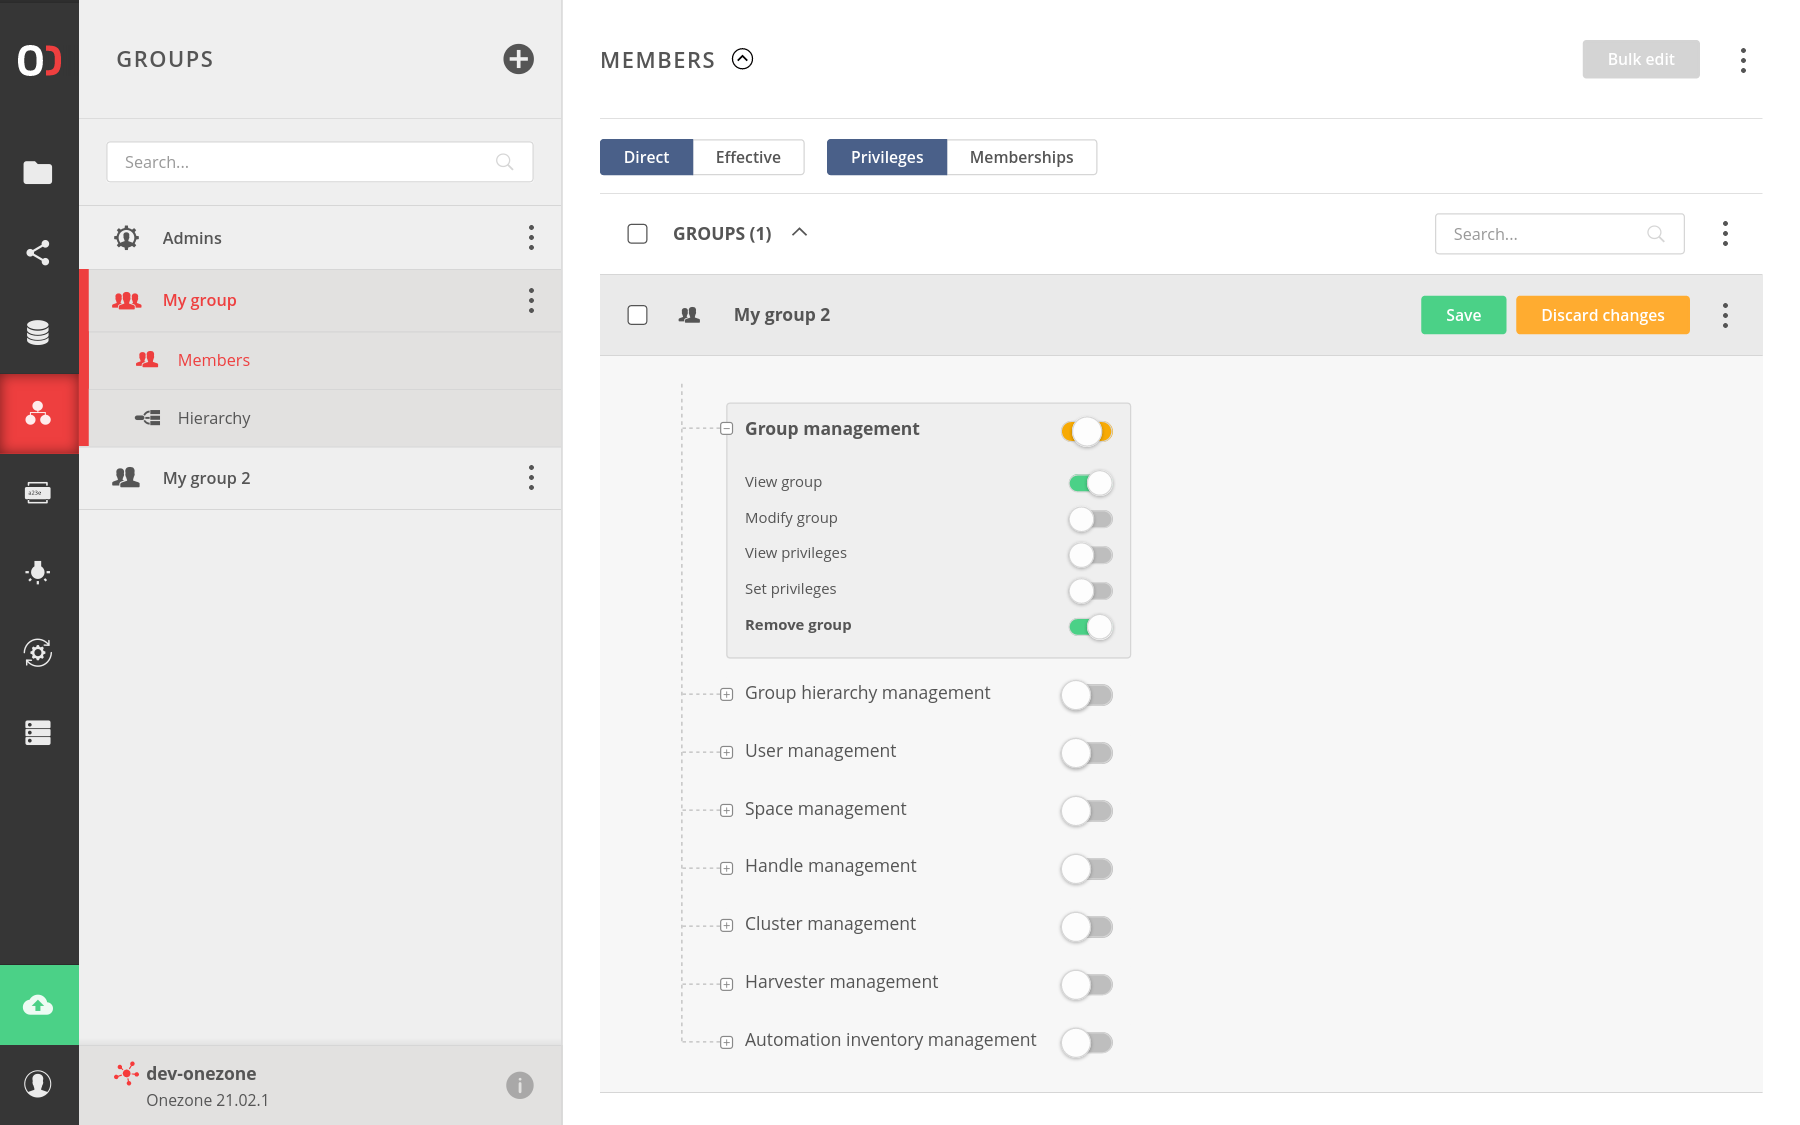 GROUPS
Search...
Admins
My group
Members
Hierarchy
My group 2
a23e
dev-onezone
Onezone 21.02.1
MEMBERS
Bulk edit
Direct Effective Privileges Memberships
GROUPS (1)
Search...
My group 2
Save Discard changes
Group management
View group
Modify group
View privileges
Set privileges
Remove group
Group hierarchy management
User management
Space management
Handle management
Cluster management
Harvester management
Automation inventory management